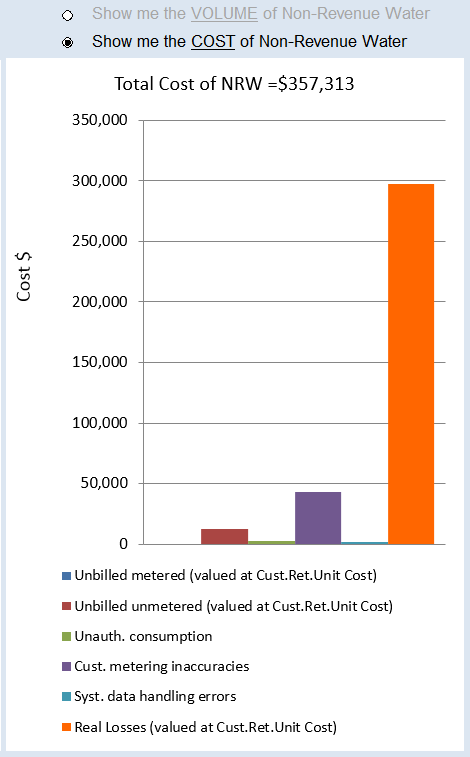 Show me the VOLUME of Non-Revenue Water
Show me the COST of Non-Revenue Water
Total Cost of NRW =$357,313
350,000
300,000
250,000
200,000
150,000
100,000
50,000
0
Cost $
Unbilled metered (valued at Cust.Ret.Unit Cost)
Unbilled unmetered (valued at Cust.Ret.Unit Cost)
Unauth. consumption
Cust. metering inaccuracies
Syst. data handling errors
Real Losses (valued at Cust.Ret.Unit Cost)